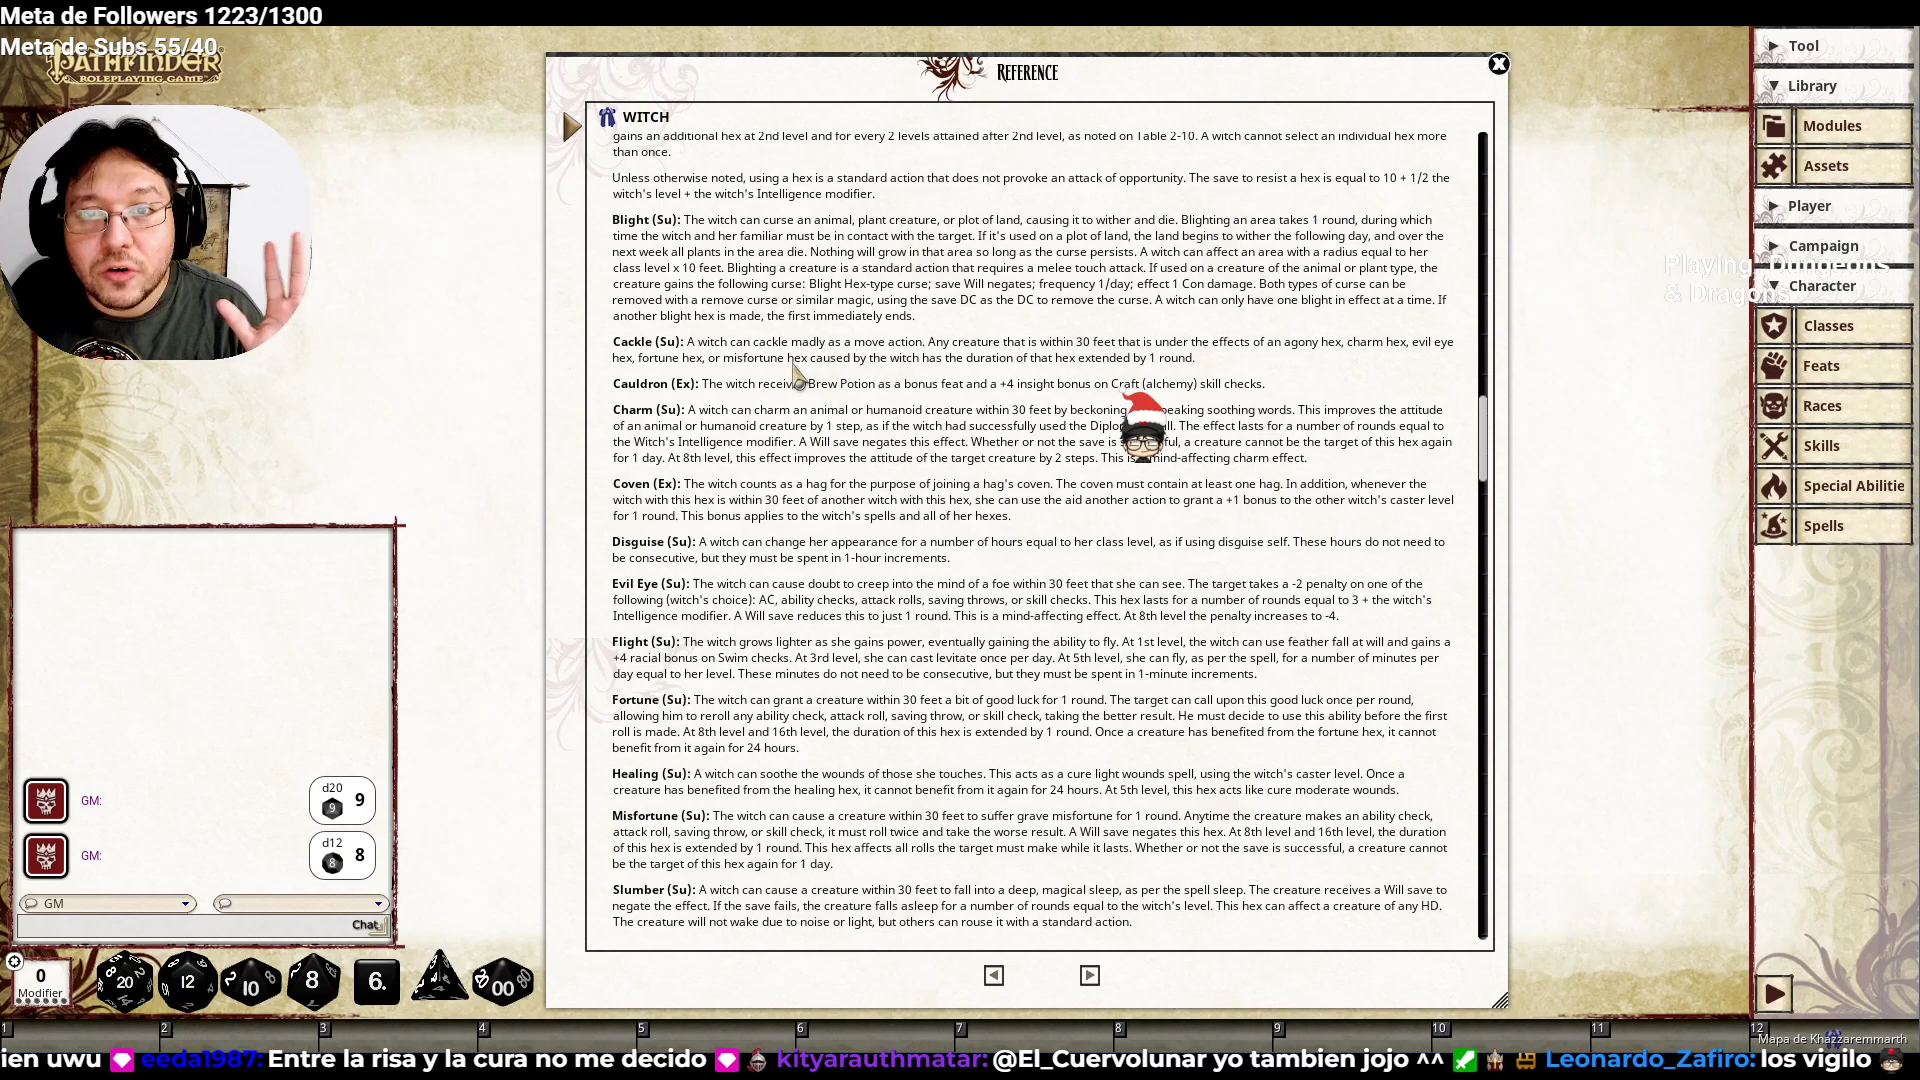 Meta de Followers 1223/1300
Meta de Subs 55/40
PATHFINDER
ROLEPLAYING GAME
REFERENCE
WITCH
gains an additional hex at 2nd level and for every 2 levels attained after 2nd level, as noted on Table 2-10. A witch cannot select an individual hex more
than once.
Unless otherwise noted, using a hex is a standard action that does not provoke an attack of opportunity. The save to resist a hex is equal to 10 + 1/2 the
witch's level + the witch's Intelligence modifier.
Blight (Su): The witch can curse an animal, plant creature, or plot of land, causing it to wither and die. Blighting an area takes 1 round, during which
time the witch and her familiar must be in contact with the target. If it's used on a plot of land, the land begins to wither the following day, and over the
next week all plants in the area die. Nothing will grow in that area so long as the curse persists. A witch can affect an area with a radius equal to her
class level x 10 feet. Blighting a creature is a standard action that requires a melee touch attack. If used on a creature of the animal or plant type, the
creature gains the following curse: Blight Hex-type curse; save Will negates; frequency 1/day; effect 1 Con damage. Both types of curse can be
removed with a remove curse or similar magic, using the save DC as the DC to remove the curse. A witch can only have one blight in effect at a time. If
another blight hex is made, the first immediately ends.
Cackle (Su): A witch can cackle madly as a move action. Any creature that is within 30 feet that is under the effects of an agony hex, charm hex, evil eye
hex, fortune hex, or misfortune hex caused by the witch has the duration of that hex extended by 1 round.
Cauldron (Ex): The witch receiv Brew Potion as a bonus feat and a +4 insight bonus on Craft (alchemy) skill checks.
Charm (Su): A witch can charm an animal or humanoid creature within 30 feet by beckoning eaking soothing words. This improves the attitude
of an animal or humanoid creature by 1 step, as if the witch had successfully used the Diplo ll. The effect lasts for a number of rounds equal to
the Witch's Intelligence modifier. A Will save negates this effect. Whether or not the save is ful, a creature cannot be the target of this hex again
for 1 day. At 8th level, this effect improves the attitude of the target creature by 2 steps. This is mind-affecting charm effect.
Coven (Ex): The witch counts as a hag for the purpose of joining a hag's coven. The coven must contain at least one hag. In addition, whenever the
witch with this hex is within 30 feet of another witch with this hex, she can use the aid another action to grant a +1 bonus to the other witch's caster level
for 1 round. This bonus applies to the witch's spells and all of her hexes.
Disguise (Su): A witch can change her appearance for a number of hours equal to her class level, as if using disguise self. These hours do not need to
be consecutive, but they must be spent in 1-hour increments.
Evil Eye (Su): The witch can cause doubt to creep into the mind of a foe within 30 feet that she can see. The target takes a -2 penalty on one of the
following (witch's choice): AC, ability checks, attack rolls, saving throws, or skill checks. This hex lasts for a number of rounds equal to 3 + the witch's
Intelligence modifier. A Will save reduces this to just 1 round. This is a mind-affecting effect. At 8th level the penalty increases to -4.
Flight (Su): The witch grows lighter as she gains power, eventually gaining the ability to fly. At 1st level, the witch can use feather fall at will and gains a
+4 racial bonus on Swim checks. At 3rd level, she can cast levitate once per day. At 5th level, she can fly, as per the spell, for a number of minutes per
day equal to her level. These minutes do not need to be consecutive, but they must be spent in 1-minute increments.
Fortune (Su): The witch can grant a creature within 30 feet a bit of good luck for 1 round. The target can call upon this good luck once per round,
allowing him to reroll any ability check, attack roll, saving throw, or skill check, taking the better result. He must decide to use this ability before the first
roll is made. At 8th level and 16th level, the duration of this hex is extended by 1 round. Once a creature has benefited from the fortune hex, it cannot
benefit from it again for 24 hours.
Healing (Su): A witch can soothe the wounds of those she touches. This acts as a cure light wounds spell, using the witch's caster level. Once a
creature has benefited from the healing hex, it cannot benefit from it again for 24 hours. At 5th level, this hex acts like cure moderate wounds.
Misfortune (Su): The witch can cause a creature within 30 feet to suffer grave misfortune for 1 round. Anytime the creature makes an ability check,
attack roll, saving throw, or skill check, it must roll twice and take the worse result. A Will save negates this hex. At 8th level and 16th level, the duration
of this hex is extended by 1 round. This hex affects all rolls the target must make while it lasts. Whether or not the save is successful, a creature cannot
be the target of this hex again for 1 day.
Slumber (Su): A witch can cause a creature within 30 feet to fall into a deep, magical sleep, as per the spell sleep. The creature receives a Will save to
negate the effect. If the save fails, the creature falls asleep for a number of rounds equal to the witch's level. This hex can affect a creature of any HD.
The creature will not wake due to noise or light, but others can rouse it with a standard action.
Tool
Library
Modules
Assets
Player
Campaign
Playing: Dungeons
& Dragons
Character
Classes
Feats
Races
Skills
Special Abilitie
Spells
GM:
d20
9
9
GM:
d12
8
8
GM
Chat
0
Modifier
20
12
10
8
6.
00
1 2 3 4 5 6 7 8 9 10 11 12
Mapa de Khazzaremmarth
ien uwu eeda1987: Entre la risa y la cura no me decido kityarauthmatar: @El_Cuervolunar yo tambien jojo ^^ Leonardo_Zafiro: los vigilo